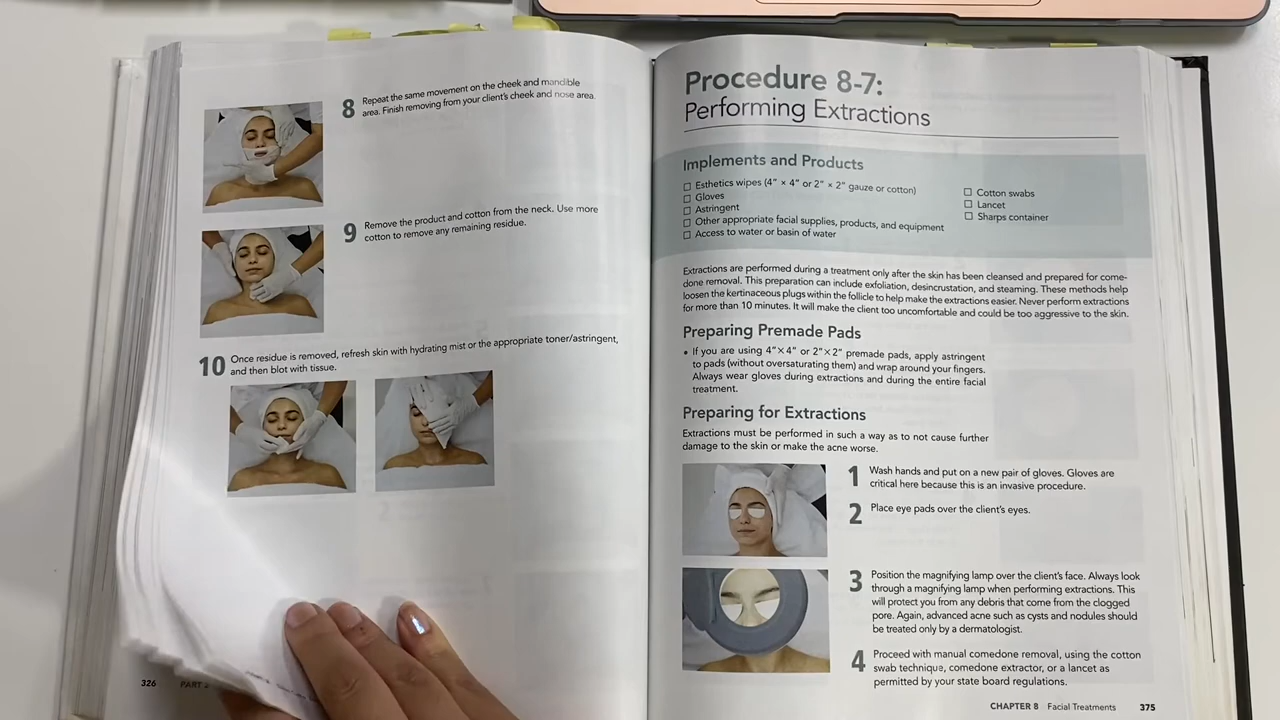 8 Repeat the same movement on the cheek and mandible
area. Finish removing from your client's cheek and nose area.
9 Remove the product and cotton from the neck. Use more
cotton to remove any remaining residue.
10 Once residue is removed, refresh skin with hydrating mist or the appropriate toner/astringent,
and then blot with tissue.
326 PART
Procedure 8-7:
Performing Extractions
Implements and Products
☐ Esthetics wipes (4” × 4” or 2” × 2” gauze or cotton)
☐ Gloves
☐ Astringent
☐ Other appropriate facial supplies, products, and equipment
☐ Access to water or basin of water
☐ Cotton swabs
☐ Lancet
☐ Sharps container
Extractions are performed during a treatment only after the skin has been cleansed and prepared for come-
done removal. This preparation can include exfoliation, desincrustation, and steaming. These methods help
loosen the kertinaceous plugs within the follicle to help make the extractions easier. Never perform extractions
for more than 10 minutes. It will make the client too uncomfortable and could be too aggressive to the skin.
Preparing Premade Pads
• If you are using 4”×4” or 2”×2” premade pads, apply astringent
to pads (without oversaturating them) and wrap around your fingers.
Always wear gloves during extractions and during the entire facial
treatment.
Preparing for Extractions
Extractions must be performed in such a way as to not cause further
damage to the skin or make the acne worse.
1 Wash hands and put on a new pair of gloves. Gloves are
critical here because this is an invasive procedure.
2 Place eye pads over the client's eyes.
3 Position the magnifying lamp over the client's face. Always look
through a magnifying lamp when performing extractions. This
will protect you from any debris that come from the clogged
pore. Again, advanced acne such as cysts and nodules should
be treated only by a dermatologist.
4 Proceed with manual comedone removal, using the cotton
swab technique, comedone extractor, or a lancet as
permitted by your state board regulations.
CHAPTER 8 Facial Treatments 375